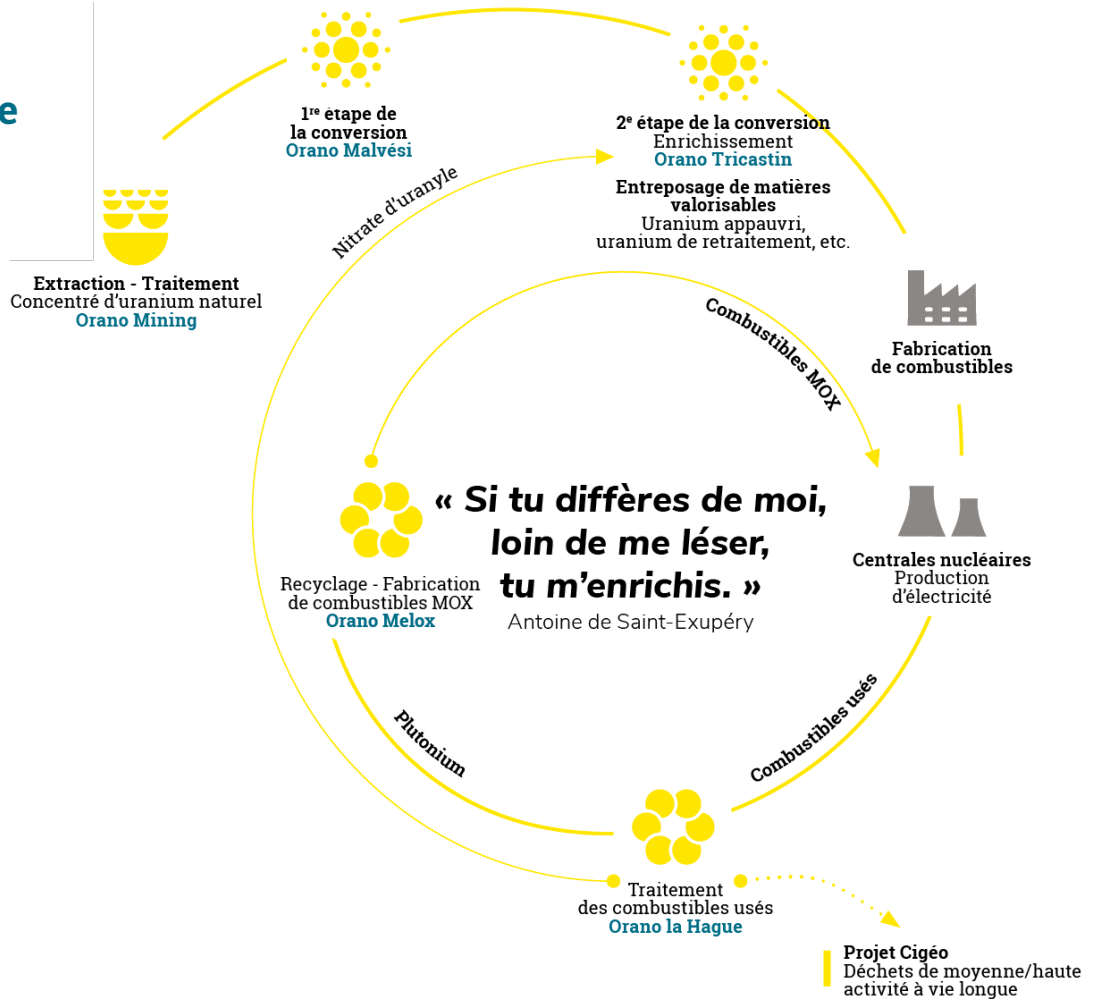 e
1re étape de
la conversion
Orano Malvési
2e étape de la conversion
Enrichissement
Orano Tricastin
Entreposage de matières
valorisables
Uranium appauvri,
uranium de retraitement, etc.
Nitrate d'uranyle
Extraction - Traitement
Concentré d'uranium naturel
Orano Mining
Combustibles MOX
Fabrication
de combustibles
« Si tu diffères de moi,
loin de me léser,
tu m'enrichis. »
Antoine de Saint-Exupéry
Centrales nucléaires
Production
d'électricité
Recyclage - Fabrication
de combustibles MOX
Orano Melox
Plutonium
Combustibles usés
Traitement
des combustibles usés
Orano la Hague
Projet Cigéo
Déchets de moyenne/haute
activité à vie longue